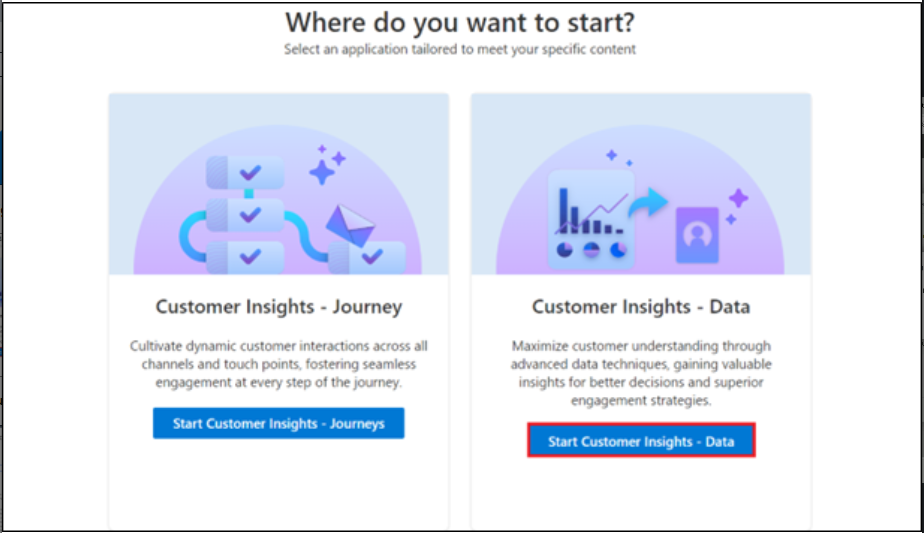 Where do you want to start?
Select an application tailored to meet your specific content
Customer Insights - Journey
Cultivate dynamic customer interactions across all
channels and touch points, fostering seamless
engagement at every step of the journey.
Start Customer Insights - Journeys
Customer Insights - Data
Maximize customer understanding through
advanced data techniques, gaining valuable
insights for better decisions and superior
engagement strategies.
Start Customer Insights - Data